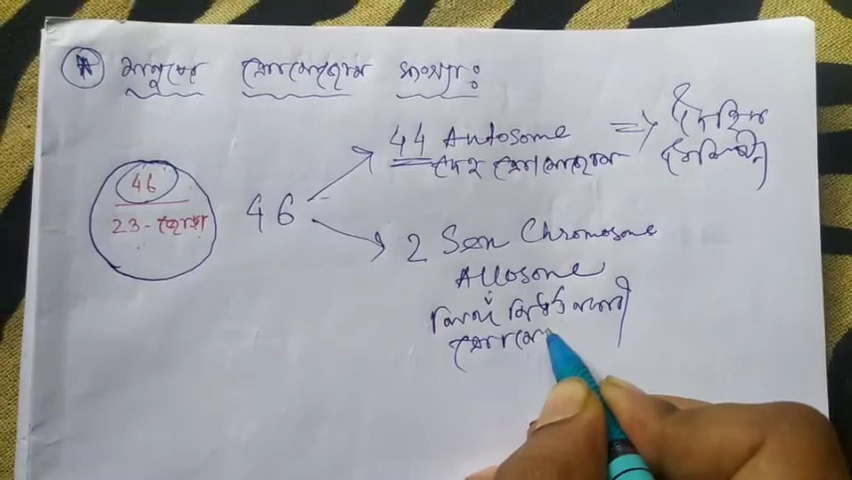 মানুষের ক্রোমোজোম সংখ্যা:
46
23-জোড়া
46
44 Autosome
দেহ ক্রোমোজোম
=> দৈহিক
বৈশিষ্ট্য
2 Sex Chromosome
Allosome
লিঙ্গ নির্ধারণকারী
ক্রোমো